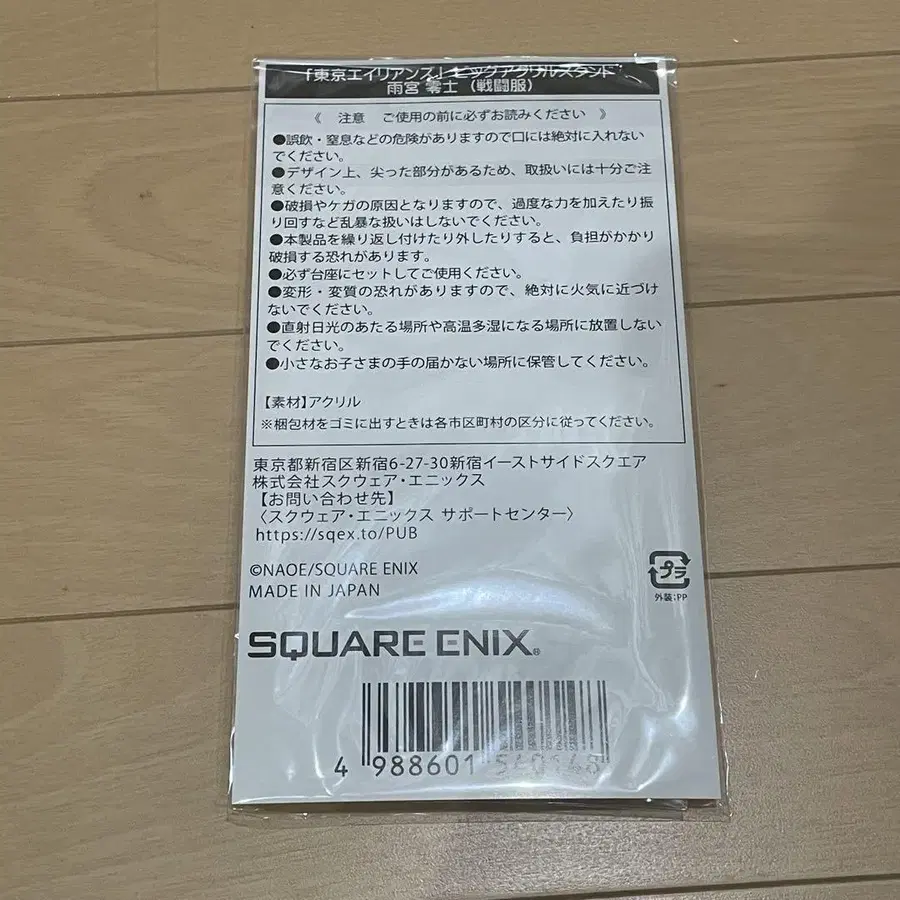 「東京エイリアンズ」ビッグアクリルスタンド
雨宮 零士（戦闘服）
《 注意 ご使用の前に必ずお読みください 》
●誤飲・窒息などの危険がありますので口には絶対に入れない
でください。
●デザイン上、尖った部分があるため、取扱いには十分ご注
意ください。
●破損やケガの原因となりますので、過度な力を加えたり振
り回すなど乱暴な扱いはしないでください。
●本製品を繰り返し付けたり外したりすると、負担がかかり
破損する恐れがあります。
●必ず台座にセットしてご使用ください。
●変形・変質の恐れがありますので、絶対に火気に近づけ
ないでください。
●直射日光のあたる場所や高温多湿になる場所に放置しない
でください。
●小さなお子さまの手の届かない場所に保管してください。
【素材】アクリル
※梱包材をゴミに出すときは各市区町村の区分に従ってください。
東京都新宿区新宿6-27-30新宿イーストサイドスクエア
株式会社スクウェア・エニックス
【お問い合わせ先】
〈スクウェア・エニックス サポートセンター〉
https://sqex.to/PUB
©NAOE/SQUARE ENIX
MADE IN JAPAN
プラ
外装:PP
SQUARE ENIX®
4 988601